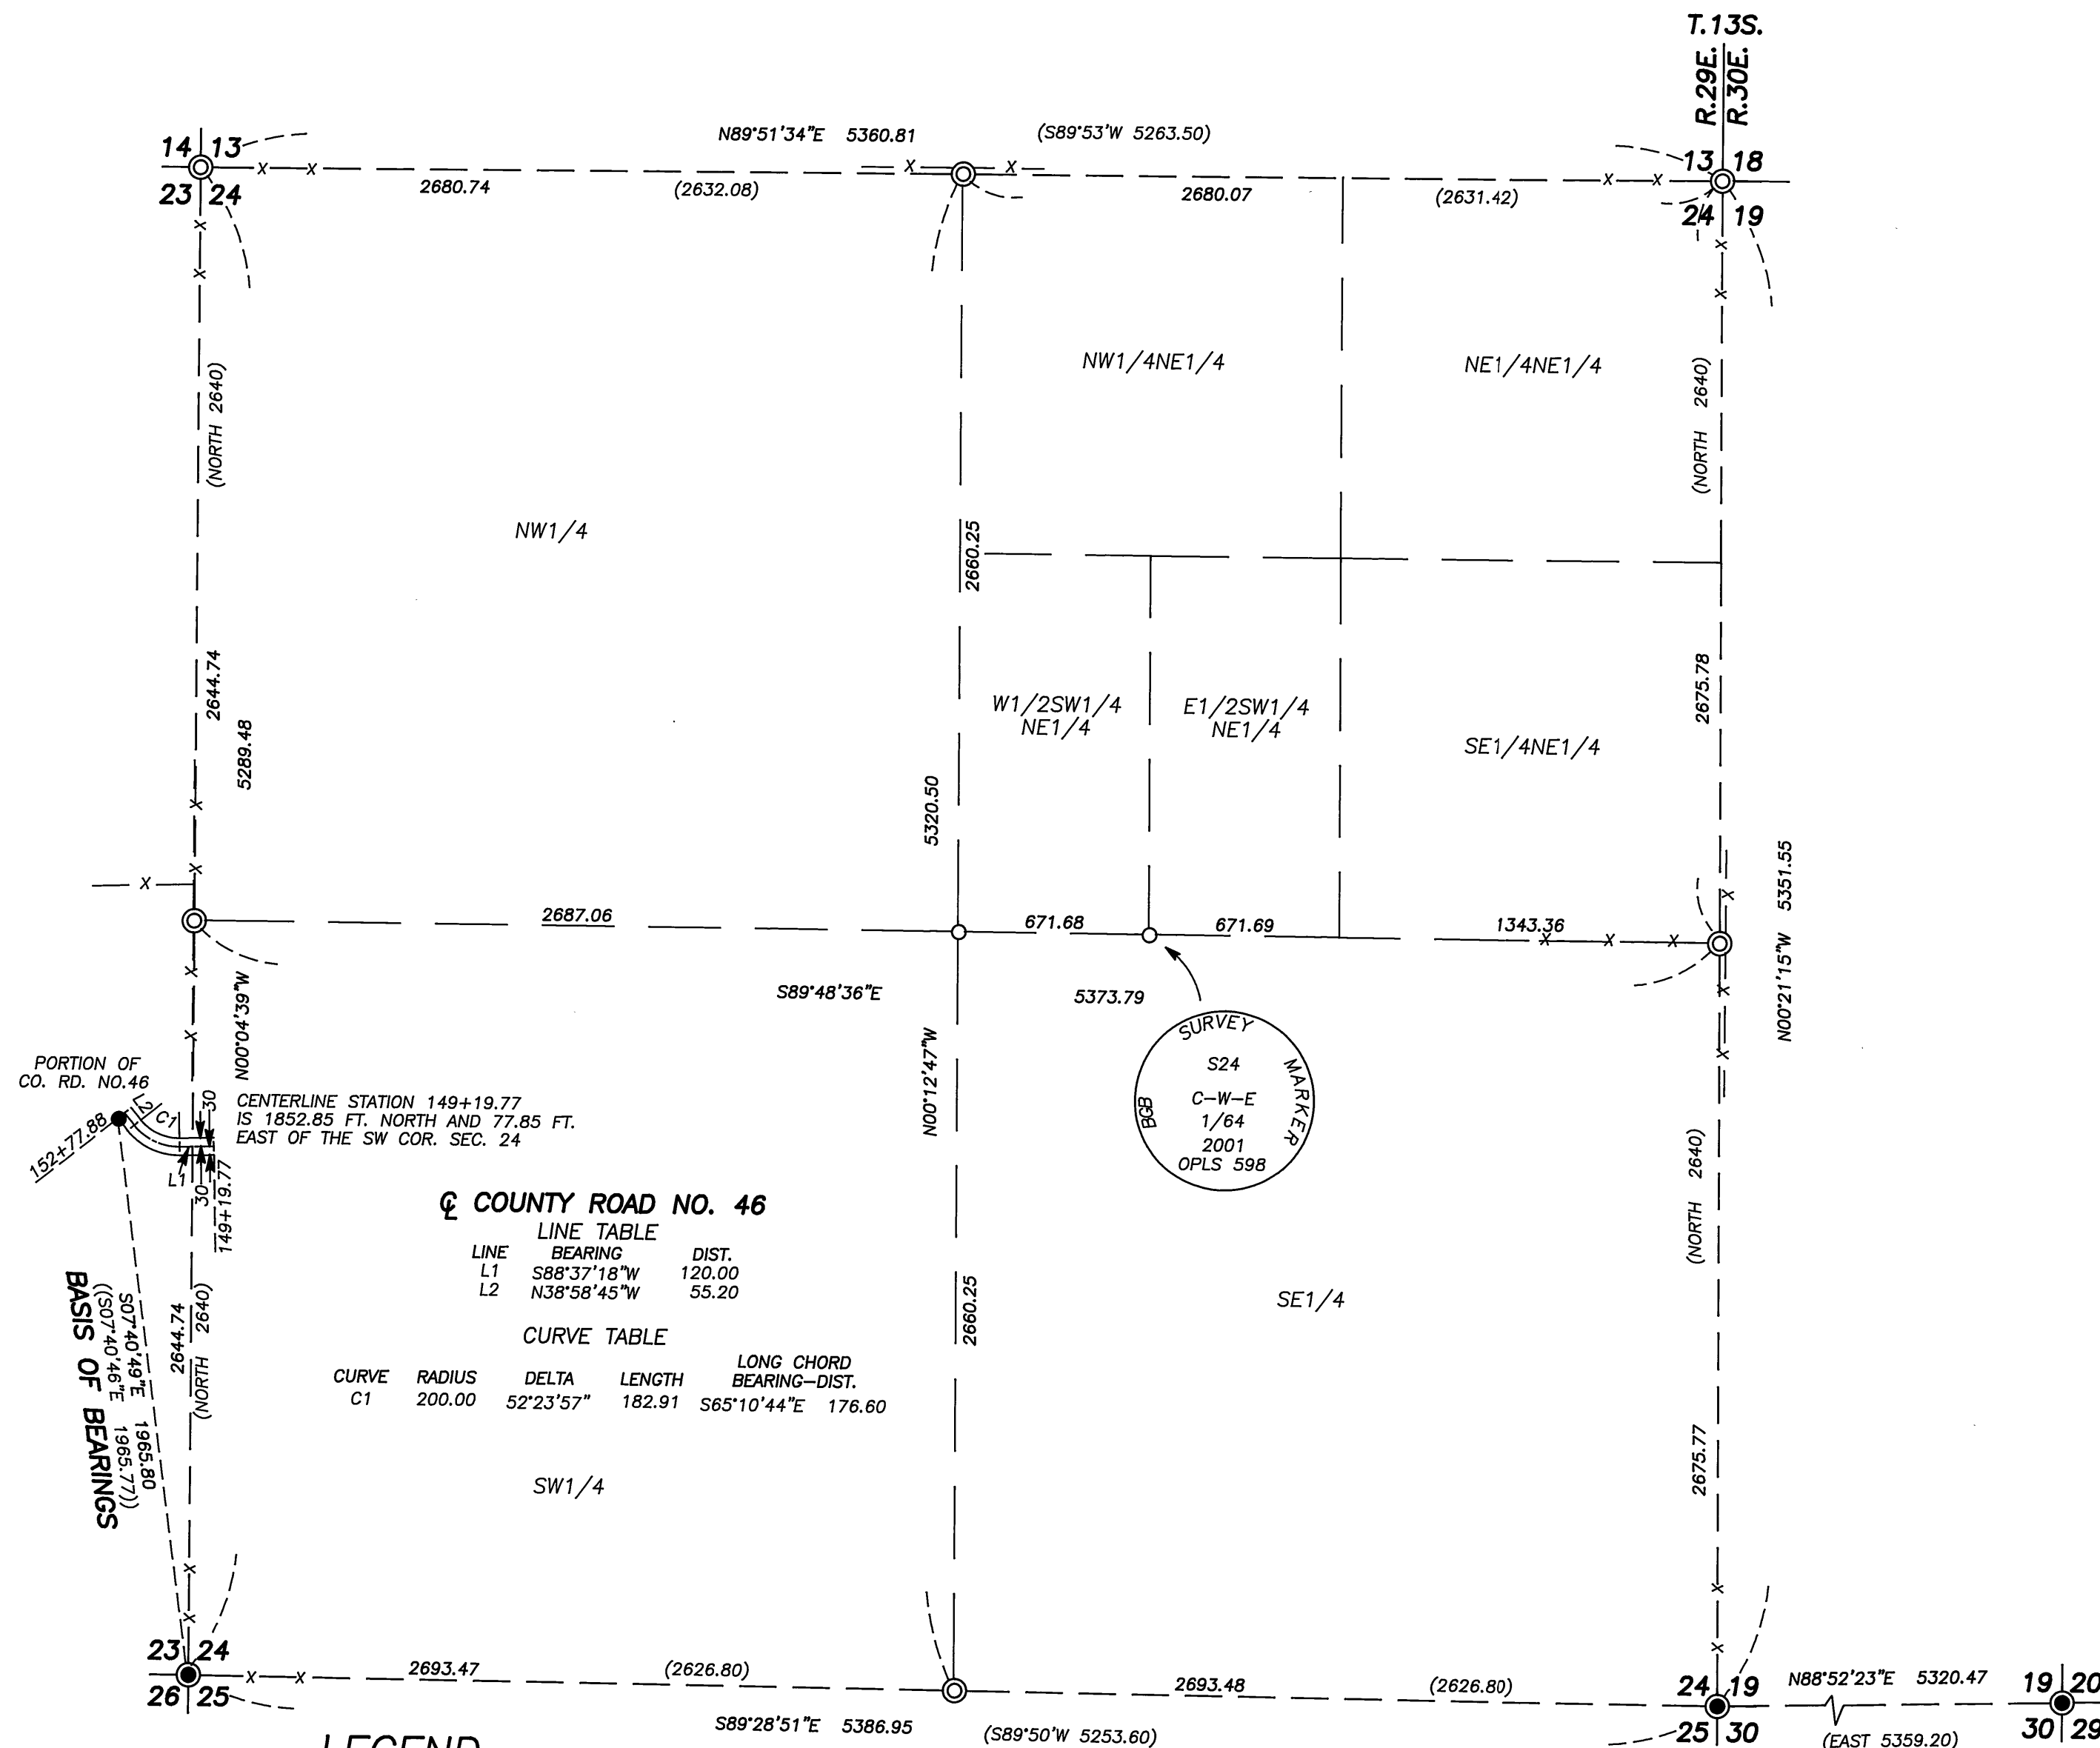 T.13S.
R.29E.
R.30E.
N89°51'34"E 5360.81
(S89°53'W 5263.50)
14 13
13 18
23 24
24 19
2680.74
(2632.08)
2680.07
(2631.42)
X X
X X
X X
(NORTH 2640)
(NORTH 2640)
NW1/4NE1/4
NE1/4NE1/4
NW1/4
2660.25
2644.74
5289.48
2675.78
W1/2SW1/4
NE1/4
E1/2SW1/4
NE1/4
SE1/4NE1/4
5320.50
N00°21'15"W 5351.55
X
2687.06
671.68
671.69
1343.36
X X X
S89°48'36"E
5373.79
N00°04'39"W
N00°12'47"W
SURVEY
MARKER
BGB
S24
C-W-E
1/64
2001
OPLS 598
PORTION OF
CO. RD. NO.46
L2
C1
30
152+77.88
L1
30
149+19.77
CENTERLINE STATION 149+19.77
IS 1852.85 FT. NORTH AND 77.85 FT.
EAST OF THE SW COR. SEC. 24
℄ COUNTY ROAD NO. 46
LINE TABLE
LINE BEARING DIST.
L1 S88°37'18"W 120.00
L2 N38°58'45"W 55.20
CURVE TABLE
LONG CHORD
CURVE RADIUS DELTA LENGTH BEARING-DIST.
C1 200.00 52°23'57" 182.91 S65°10'44"E 176.60
(NORTH 2640)
2660.25
SE1/4
2644.74
(NORTH 2640)
S07°40'49"E 1965.80
((S07°40'46"E 1965.77))
BASIS OF BEARINGS
SW1/4
2675.77
23 24
26 25
X X
2693.47
(2626.80)
2693.48
(2626.80)
24 19
25 30
N88°52'23"E 5320.47
19 20
30 29
S89°28'51"E 5386.95
(S89°50'W 5253.60)
(EAST 5359.20)
LEGEND